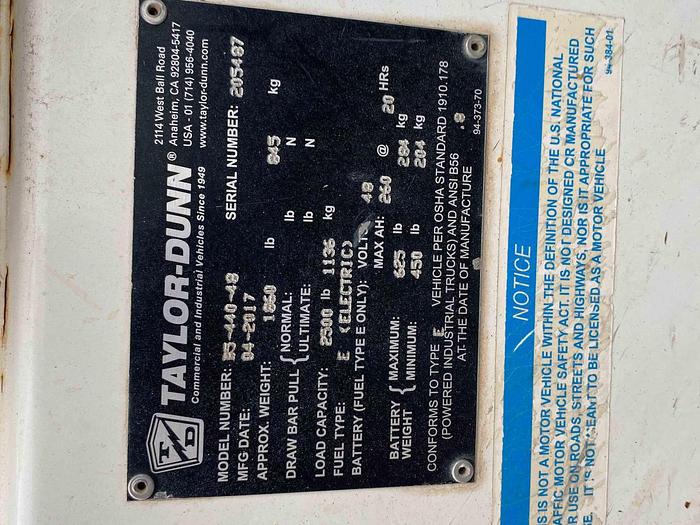 TD
TAYLOR-DUNN®
Commercial and Industrial Vehicles Since 1949
2114 West Ball Road
Anaheim, CA 92804-5417
USA - 01 (714) 956-4040
www.taylor-dunn.com
MODEL NUMBER: B5-440-48 SERIAL NUMBER: 205487
MFG DATE: 04-2017
APPROX. WEIGHT: 1860 lb 845 kg
DRAW BAR PULL { NORMAL: lb N
ULTIMATE: lb N
LOAD CAPACITY: 2500 lb 1136 kg
FUEL TYPE: E (ELECTRIC)
BATTERY (FUEL TYPE E ONLY): VOLTS 48
MAX AH: 260 @ 20 HRs
BATTERY WEIGHT { MAXIMUM: 625 lb 284 kg
MINIMUM: 450 lb 204 kg
CONFORMS TO TYPE E VEHICLE PER OSHA STANDARD 1910.178
(POWERED INDUSTRIAL TRUCKS) AND ANSI B56 .8
AT THE DATE OF MANUFACTURE
94-373-70
NOTICE
S IS NOT A MOTOR VEHICLE WITHIN THE DEFINITION OF THE U.S. NATIONAL
AFFIC MOTOR VEHICLE SAFETY ACT. IT IS NOT DESIGNED OR MANUFACTURED
R USE ON ROADS, STREETS AND HIGHWAYS, NOR IS IT APPROPRIATE FOR SUCH
E. IT IS NOT MEANT TO BE LICENSED AS A MOTOR VEHICLE
94-384-01